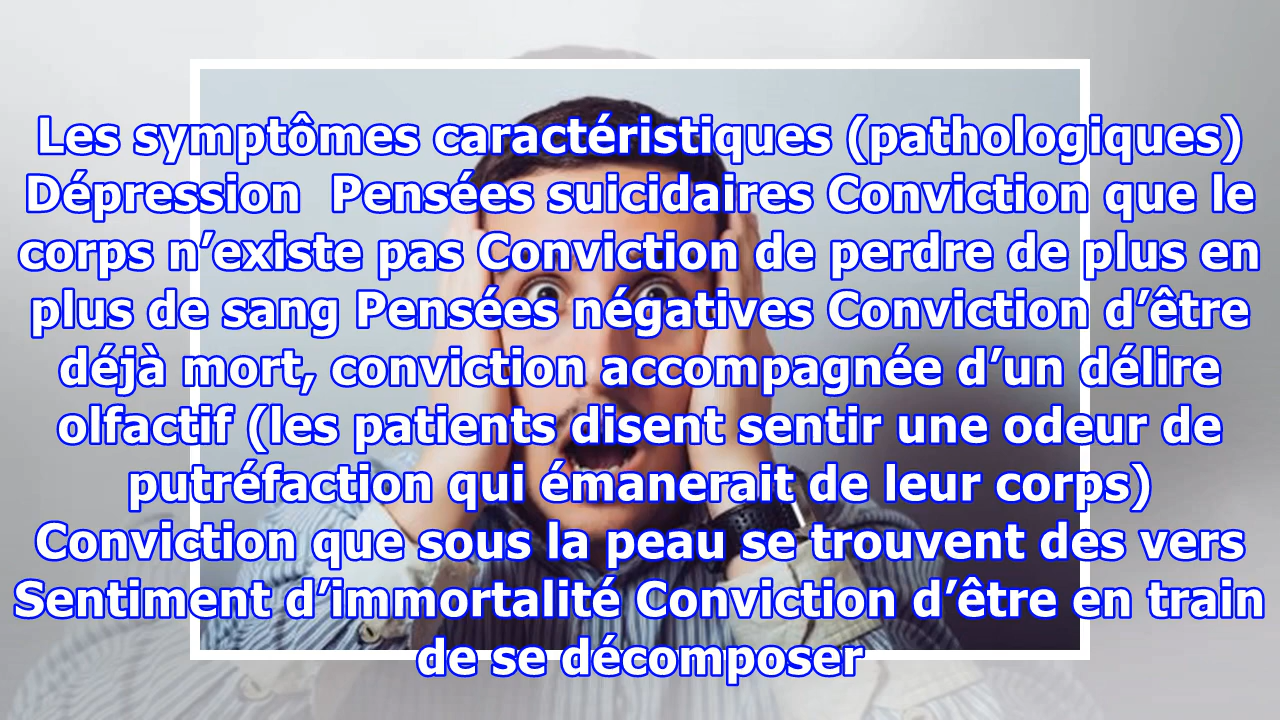 Les symptômes caractéristiques (pathologiques)
Dépression  Pensées suicidaires Conviction que le
corps n’existe pas Conviction de perdre de plus en
plus de sang Pensées négatives Conviction d’être
déjà mort, conviction accompagnée d’un délire
olfactif (les patients disent sentir une odeur de
putréfaction qui émanerait de leur corps)
Conviction que sous la peau se trouvent des vers
Sentiment d’immortalité Conviction d’être en train
de se décomposer